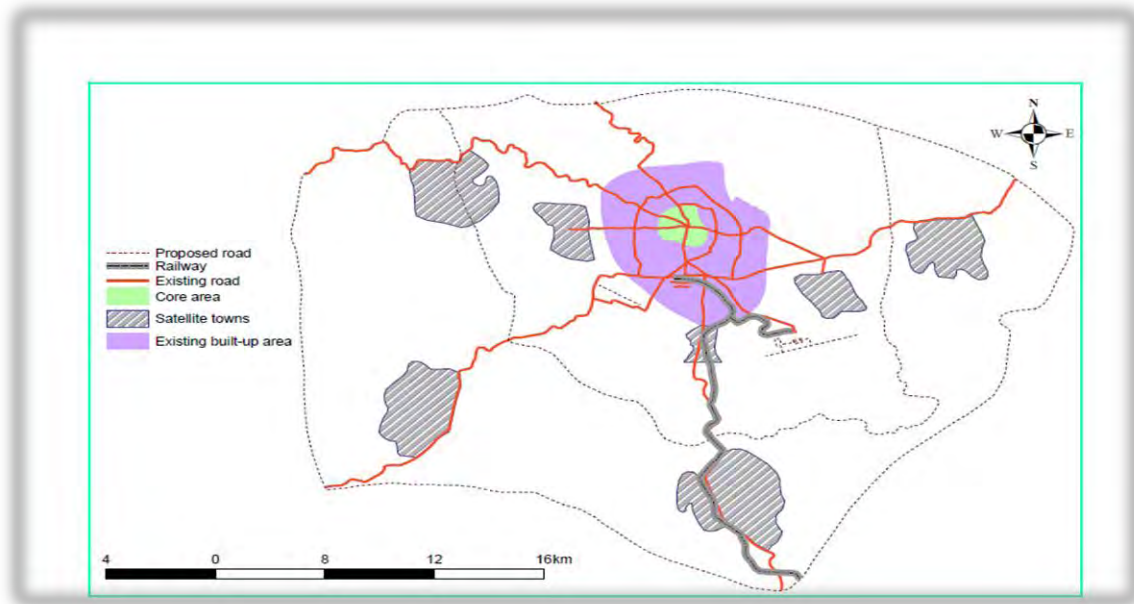 N
W E
S
Proposed road
Railway
Existing road
Core area
Satellite towns
Existing built-up area
4 0 8 12 16km